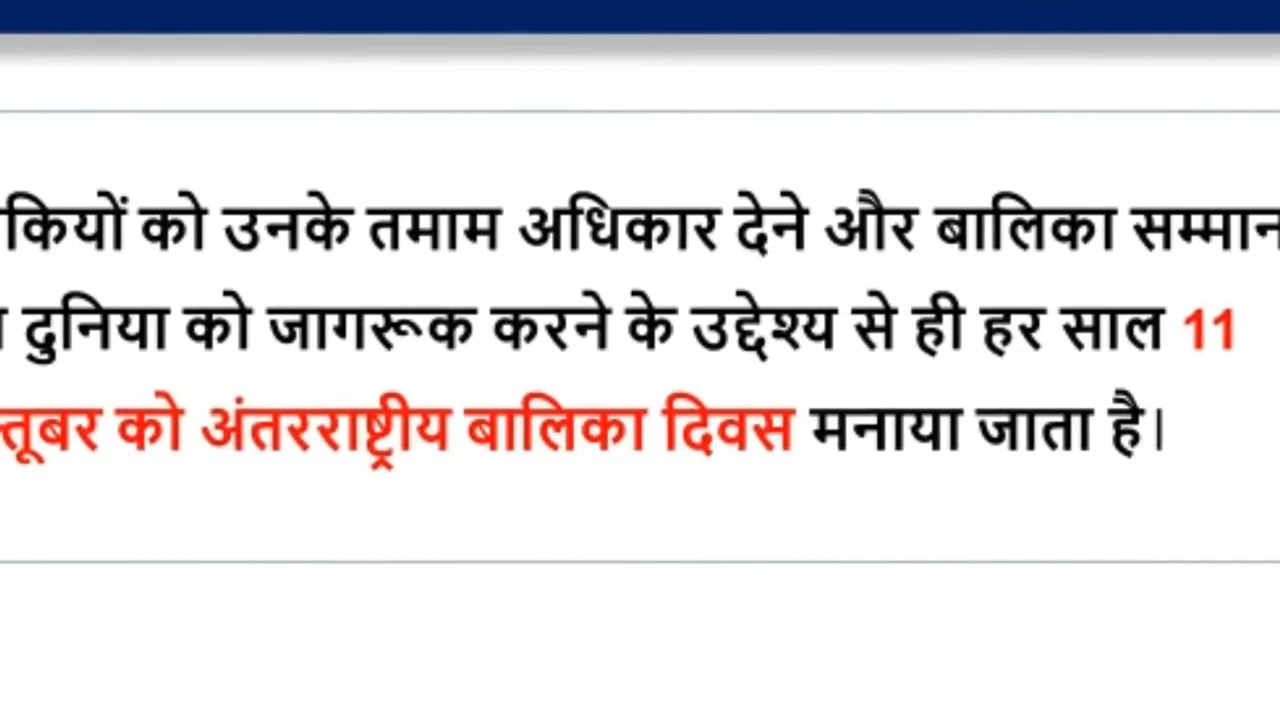 कियों को उनके तमाम अधिकार देने और बालिका सम्मान
दुनिया को जागरूक करने के उद्देश्य से ही हर साल 11
तूबर को अंतरराष्ट्रीय बालिका दिवस मनाया जाता है।